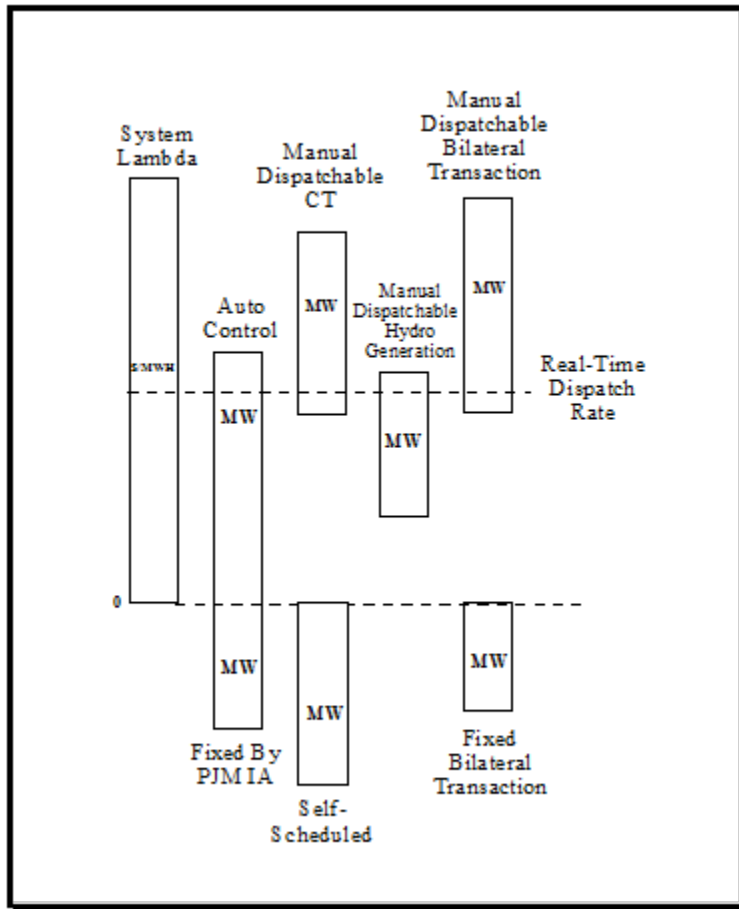 System
Lambda
Manual
Dispatchable
CT
Manual
Dispatchable
Bilateral
Transaction
Auto
Control
Manual
Dispatchable
Hydro
Generation
Real-Time
Dispatch
Rate
$/MWH
MW
MW
MW
MW
0
MW
MW
MW
Fixed By
PJM IA
Self-
Scheduled
Fixed
Bilateral
Transaction